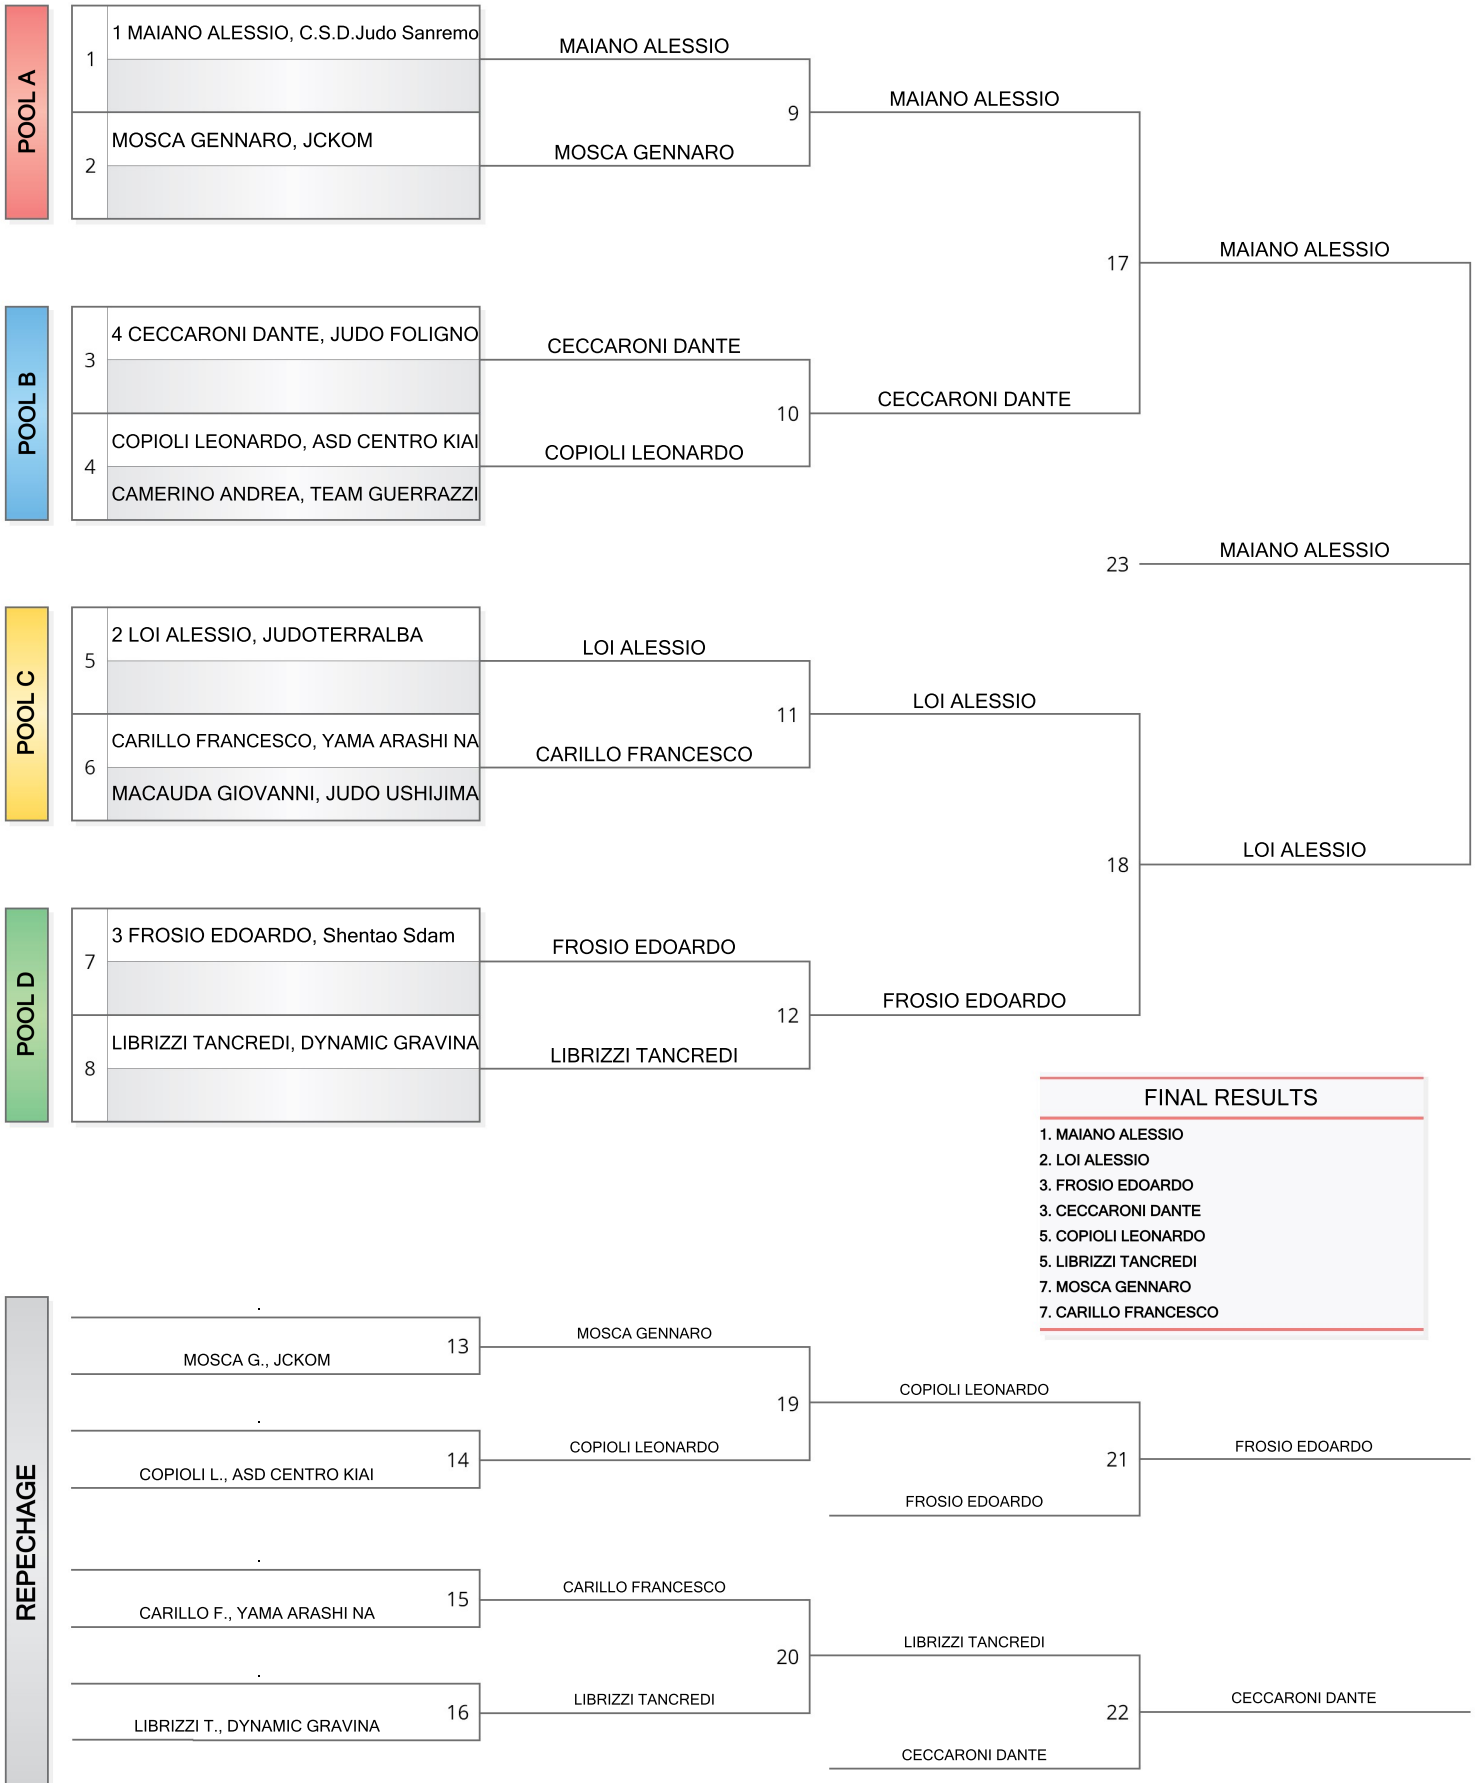 POOL A
1
1 MAIANO ALESSIO, C.S.D.Judo Sanremo
2
MOSCA GENNARO, JCKOM
MAIANO ALESSIO
MOSCA GENNARO
9
MAIANO ALESSIO
POOL B
3
4 CECCARONI DANTE, JUDO FOLIGNO
4
COPIOLI LEONARDO, ASD CENTRO KIAI
CAMERINO ANDREA, TEAM GUERRAZZI
CECCARONI DANTE
COPIOLI LEONARDO
10
CECCARONI DANTE
17
MAIANO ALESSIO
23
MAIANO ALESSIO
POOL C
5
2 LOI ALESSIO, JUDOTERRALBA
6
CARILLO FRANCESCO, YAMA ARASHI NA
MACAUDA GIOVANNI, JUDO USHIJIMA
LOI ALESSIO
CARILLO FRANCESCO
11
LOI ALESSIO
POOL D
7
3 FROSIO EDOARDO, Shentao Sdam
8
LIBRIZZI TANCREDI, DYNAMIC GRAVINA
FROSIO EDOARDO
LIBRIZZI TANCREDI
12
FROSIO EDOARDO
18
LOI ALESSIO
FINAL RESULTS
1. MAIANO ALESSIO
2. LOI ALESSIO
3. FROSIO EDOARDO
3. CECCARONI DANTE
5. COPIOLI LEONARDO
5. LIBRIZZI TANCREDI
7. MOSCA GENNARO
7. CARILLO FRANCESCO
REPECHAGE
.
MOSCA G., JCKOM
13
MOSCA GENNARO
.
COPIOLI L., ASD CENTRO KIAI
14
COPIOLI LEONARDO
19
COPIOLI LEONARDO
FROSIO EDOARDO
21
FROSIO EDOARDO
.
CARILLO F., YAMA ARASHI NA
15
CARILLO FRANCESCO
.
LIBRIZZI T., DYNAMIC GRAVINA
16
LIBRIZZI TANCREDI
20
LIBRIZZI TANCREDI
CECCARONI DANTE
22
CECCARONI DANTE